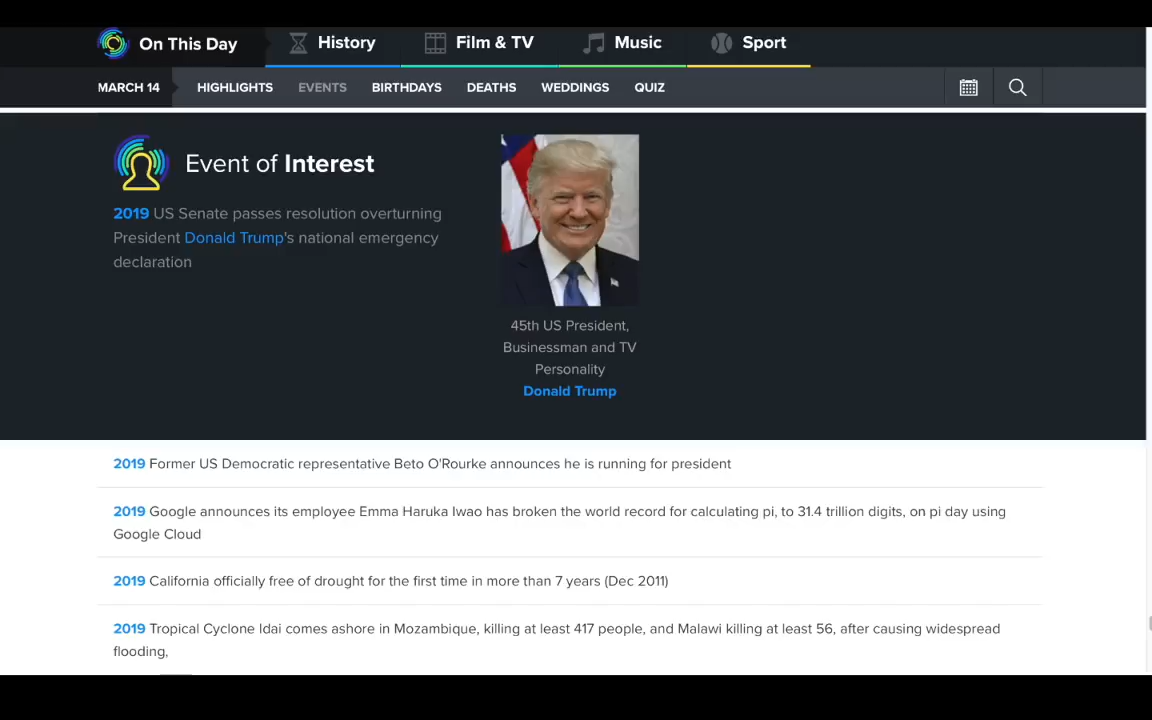 On This Day
History
Film & TV
Music
Sport
MARCH 14
HIGHLIGHTS
EVENTS
BIRTHDAYS
DEATHS
WEDDINGS
QUIZ
Event of Interest
2019 US Senate passes resolution overturning
President Donald Trump's national emergency
declaration
45th US President,
Businessman and TV
Personality
Donald Trump
2019 Former US Democratic representative Beto O'Rourke announces he is running for president
2019 Google announces its employee Emma Haruka Iwao has broken the world record for calculating pi, to 31.4 trillion digits, on pi day using
Google Cloud
2019 California officially free of drought for the first time in more than 7 years (Dec 2011)
2019 Tropical Cyclone Idai comes ashore in Mozambique, killing at least 417 people, and Malawi killing at least 56, after causing widespread
flooding,